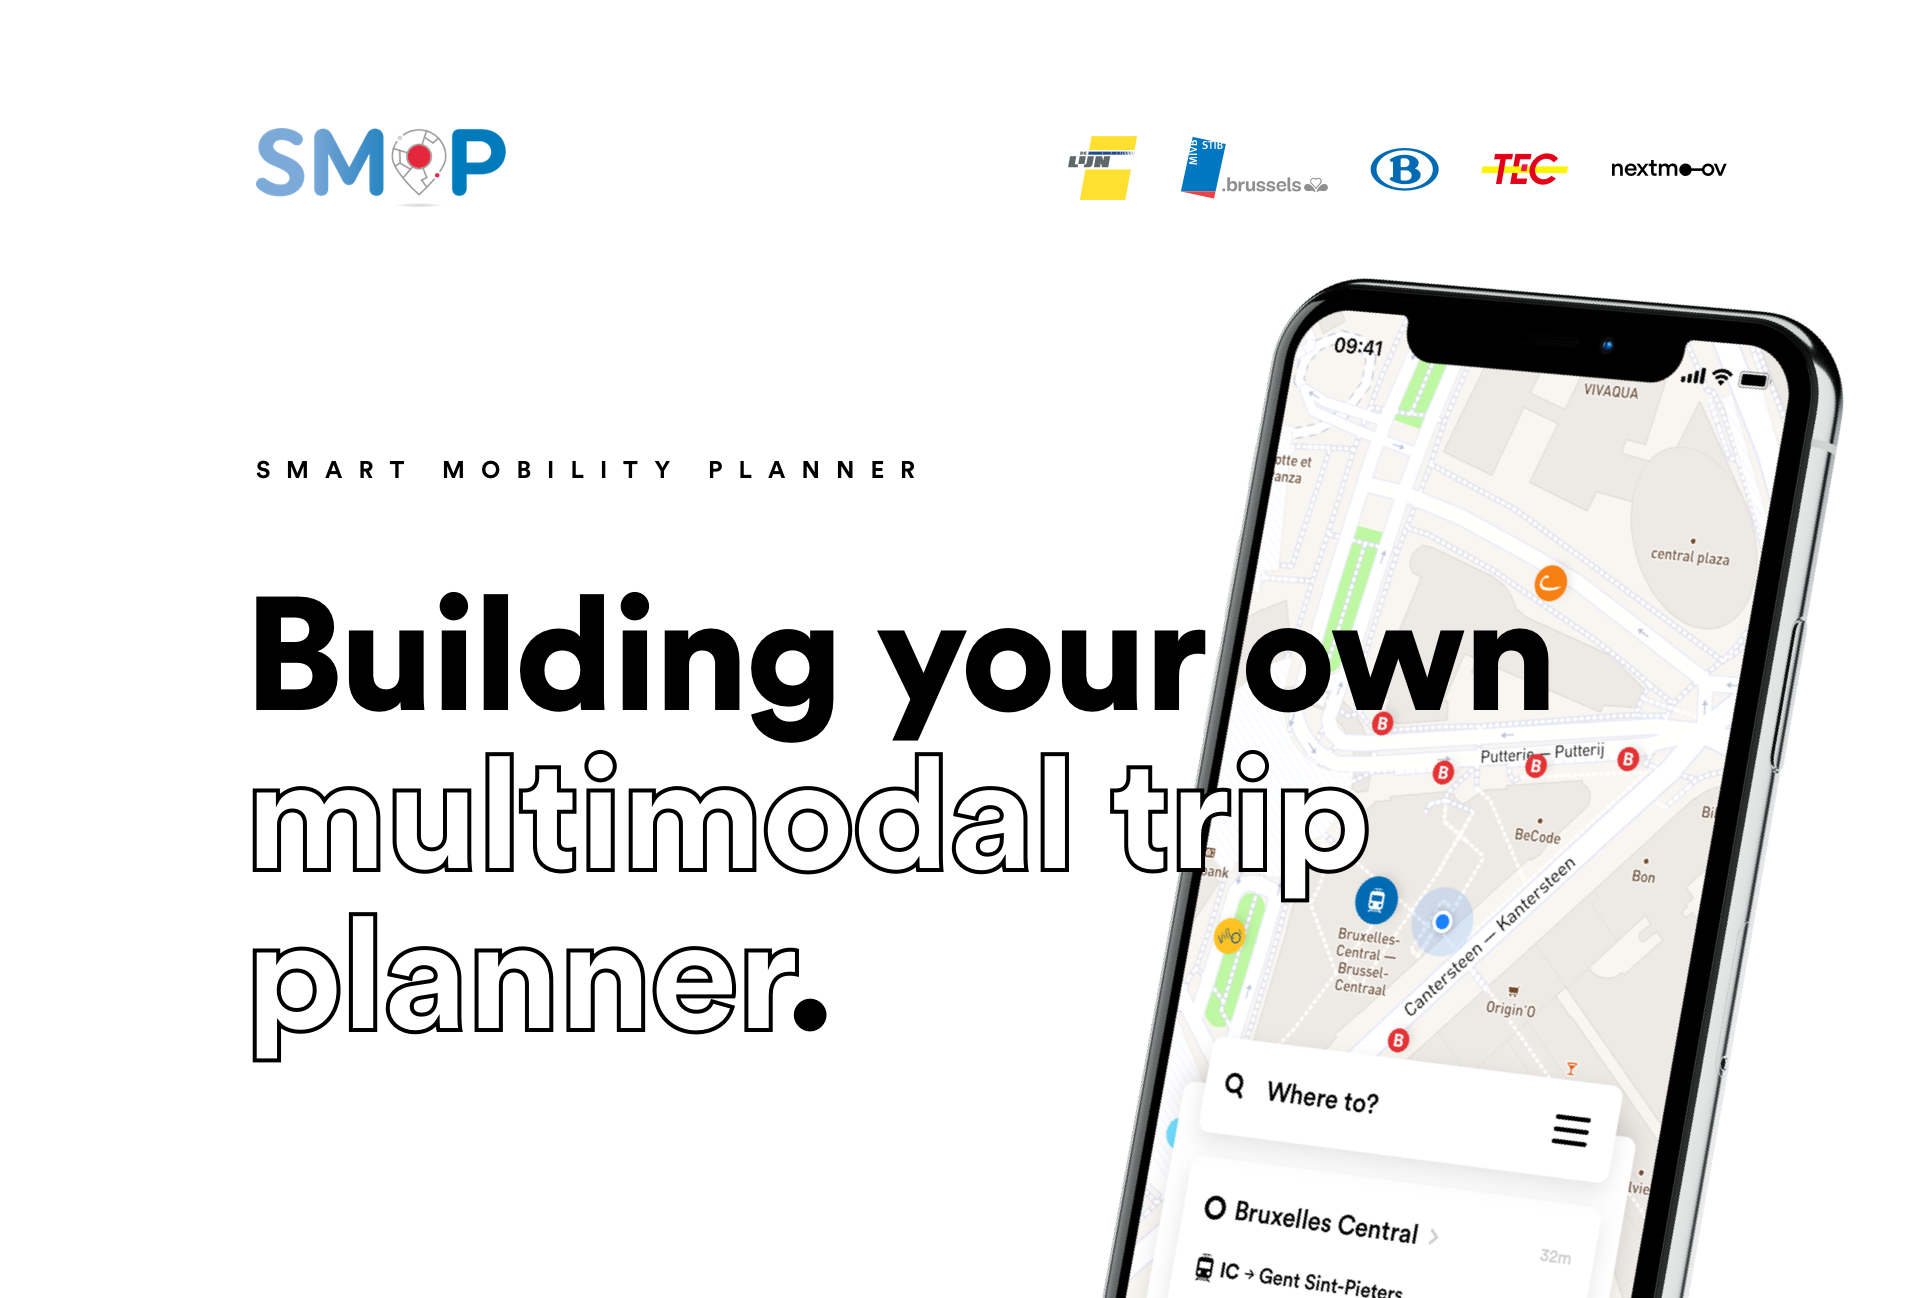 SMOP
LIJN
MIVB STIB
.brussels
B
TEC
nextmoov
SMART MOBILITY PLANNER
Building your own
multimodal trip
planner.
09:41
VIVAQUA
otte et
anza
central plaza
B
Putterie — Putterij
B
B
B
BeCode
Bon
Bank
Cantersteen — Kantersteen
villo
Bruxelles-
Central —
Brussel-
Centraal
Origin'O
B
Where to?
Bruxelles Central
32m
IC → Gent Sint-Pieters